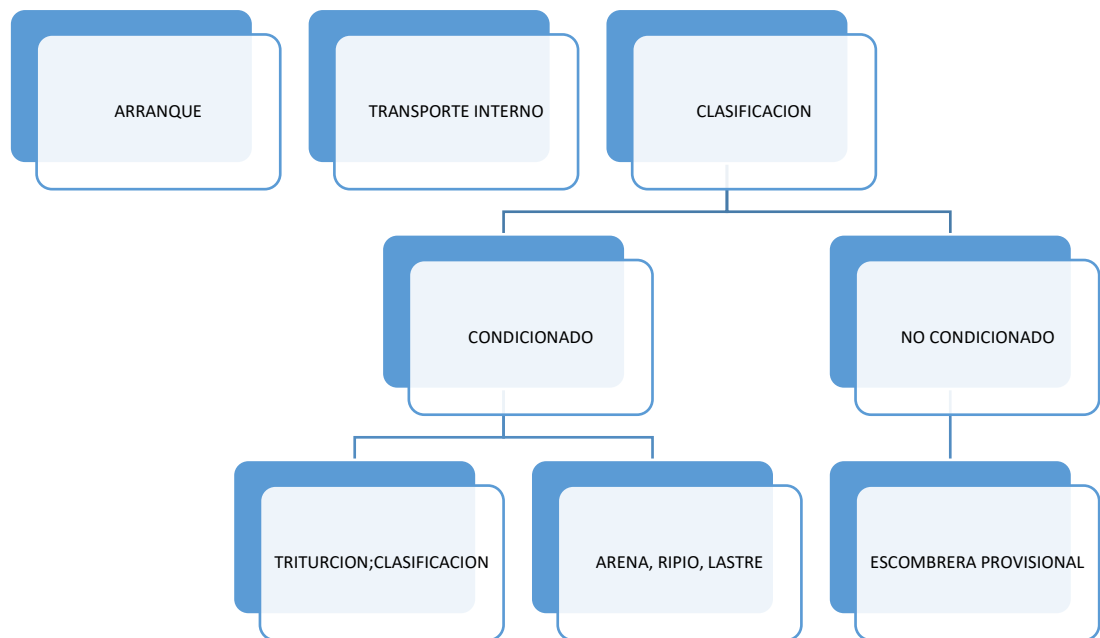 ARRANQUE
TRANSPORTE INTERNO
CLASIFICACION
CONDICIONADO
NO CONDICIONADO
TRITURCION;CLASIFICACION
ARENA, RIPIO, LASTRE
ESCOMBRERA PROVISIONAL